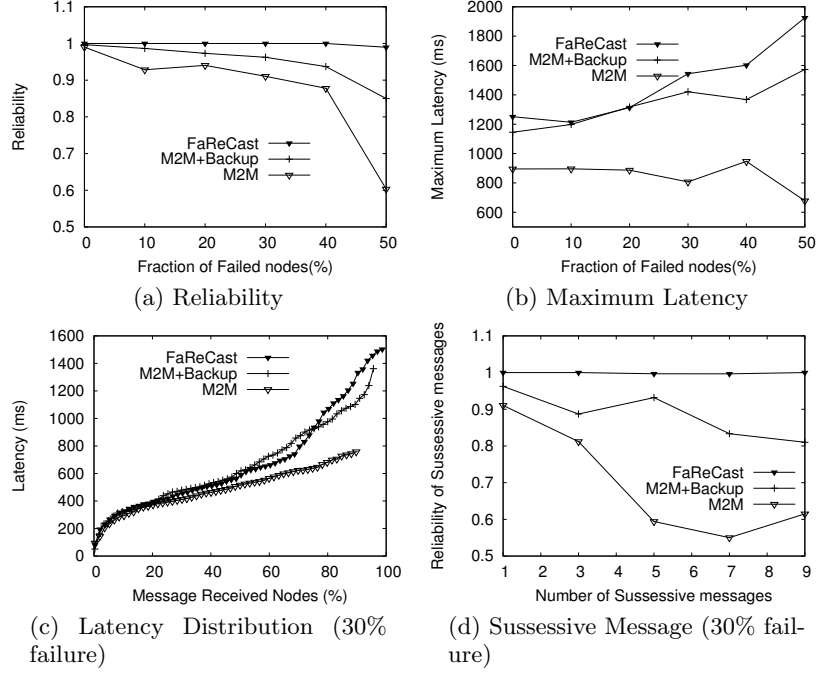 1.1
1
0.9
0.8
0.7
0.6
0.5
0 10 20 30 40 50
Reliability
Fraction of Failed nodes(%)
FaReCast
M2M+Backup
M2M
(a) Reliability
2000
1800
1600
1400
1200
1000
800
600
0 10 20 30 40 50
Maximum Latency (ms)
Fraction of Failed nodes(%)
FaReCast
M2M+Backup
M2M
(b) Maximum Latency
1600
1400
1200
1000
800
600
400
200
0
0 20 40 60 80 100
Latency (ms)
Message Received Nodes (%)
FaReCast
M2M+Backup
M2M
(c) Latency Distribution (30%
failure)
1.1
1
0.9
0.8
0.7
0.6
0.5
1 2 3 4 5 6 7 8 9
Reliability of Sussessive messages
Number of Sussessive messages
FaReCast
M2M+Backup
M2M
(d) Sussessive Message (30% fail-
ure)